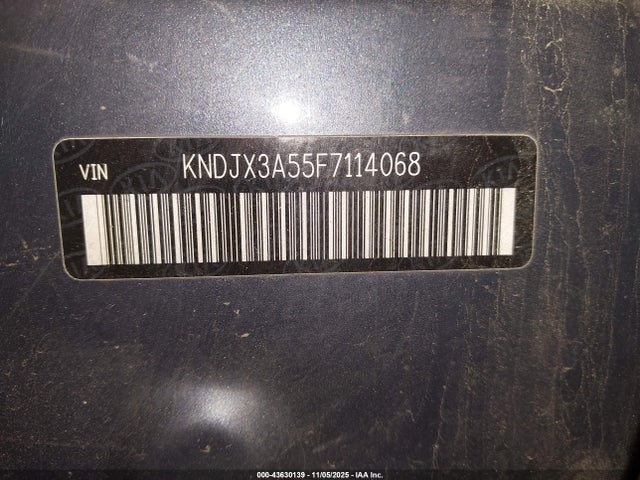 VIN KNDJX3A55F7114068
000-43630139 - 11/05/2025 - IAA Inc.